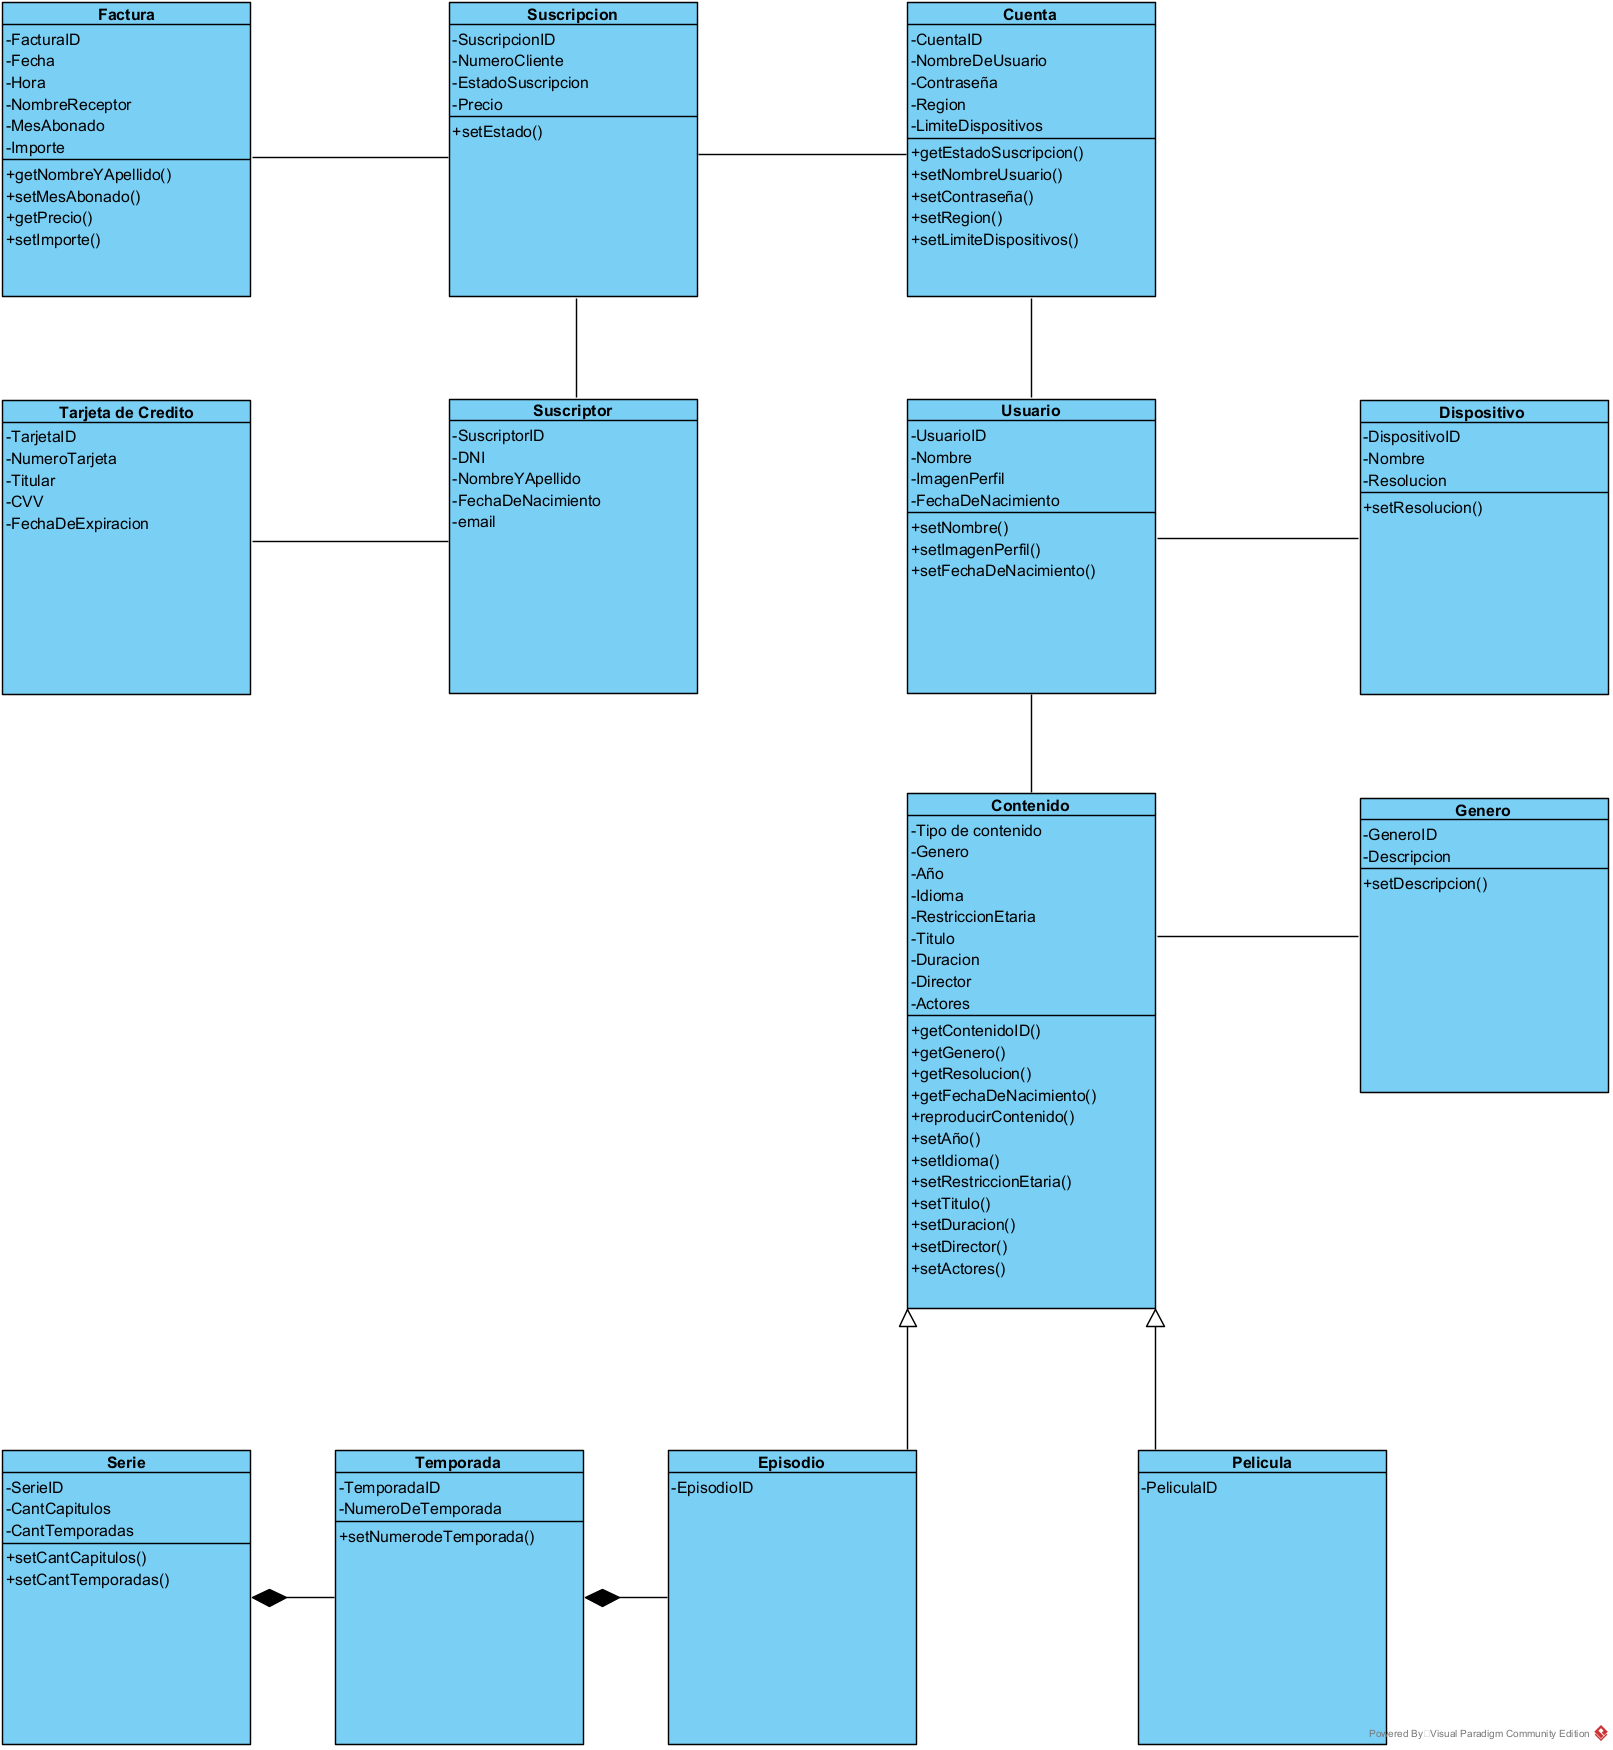 Factura
-FacturaID
-Fecha
-Hora
-NombreReceptor
-MesAbonado
-Importe
+getNombreYApellido()
+setMesAbonado()
+getPrecio()
+setImporte()
Suscripcion
-SuscripcionID
-NumeroCliente
-EstadoSuscripcion
-Precio
+setEstado()
Cuenta
-CuentaID
-NombreDeUsuario
-Contraseña
-Region
-LimiteDispositivos
+getEstadoSuscripcion()
+setNombreUsuario()
+setContraseña()
+setRegion()
+setLimiteDispositivos()
Tarjeta de Credito
-TarjetaID
-NumeroTarjeta
-Titular
-CVV
-FechaDeExpiracion
Suscriptor
-SuscriptorID
-DNI
-NombreYApellido
-FechaDeNacimiento
-email
Usuario
-UsuarioID
-Nombre
-ImagenPerfil
-FechaDeNacimiento
+setNombre()
+setImagenPerfil()
+setFechaDeNacimiento()
Dispositivo
-DispositivoID
-Nombre
-Resolucion
+setResolucion()
Contenido
-Tipo de contenido
-Genero
-Año
-Idioma
-RestriccionEtaria
-Titulo
-Duracion
-Director
-Actores
+getContenidoID()
+getGenero()
+getResolucion()
+getFechaDeNacimiento()
+reproducirContenido()
+setAño()
+setIdioma()
+setRestriccionEtaria()
+setTitulo()
+setDuracion()
+setDirector()
+setActores()
Genero
-GeneroID
-Descripcion
+setDescripcion()
Serie
-SerieID
-CantCapitulos
-CantTemporadas
+setCantCapitulos()
+setCantTemporadas()
Temporada
-TemporadaID
-NumeroDeTemporada
+setNumerodeTemporada()
Episodio
-EpisodioID
Pelicula
-PeliculaID
Powered By Visual Paradigm Community Edition